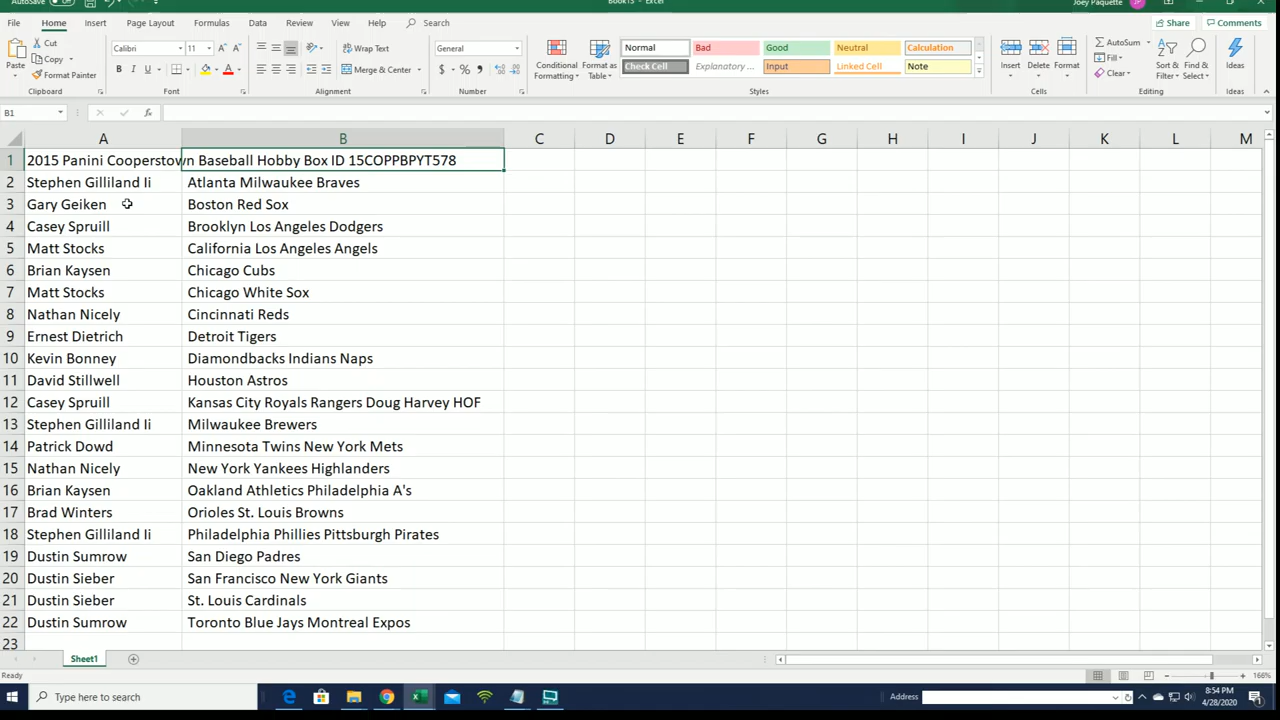 AutoSave
Book15 - Excel
Joey Paquette
JP
File Home Insert Page Layout Formulas Data Review View Help Search Share Comments
Paste
Cut
Copy
Format Painter
Clipboard
Calibri 11
B I U
Font
Wrap Text
Merge & Center
Alignment
General
$ % ,
Number
Conditional Formatting
Format as Table
Normal Bad Good Neutral Calculation
Check Cell Explanatory ... Input Linked Cell Note
Styles
Insert Delete Format
Cells
AutoSum
Fill
Clear
Sort & Filter
Find & Select
Editing
Ideas
Ideas
B1 fx
A B C D E F G H I J K L M
1 2015 Panini Cooperstown Baseball Hobby Box ID 15COPPBPYT578
2 Stephen Gilliland Ii Atlanta Milwaukee Braves
3 Gary Geiken Boston Red Sox
4 Casey Spruill Brooklyn Los Angeles Dodgers
5 Matt Stocks California Los Angeles Angels
6 Brian Kaysen Chicago Cubs
7 Matt Stocks Chicago White Sox
8 Nathan Nicely Cincinnati Reds
9 Ernest Dietrich Detroit Tigers
10 Kevin Bonney Diamondbacks Indians Naps
11 David Stillwell Houston Astros
12 Casey Spruill Kansas City Royals Rangers Doug Harvey HOF
13 Stephen Gilliland Ii Milwaukee Brewers
14 Patrick Dowd Minnesota Twins New York Mets
15 Nathan Nicely New York Yankees Highlanders
16 Brian Kaysen Oakland Athletics Philadelphia A's
17 Brad Winters Orioles St. Louis Browns
18 Stephen Gilliland Ii Philadelphia Phillies Pittsburgh Pirates
19 Dustin Sumrow San Diego Padres
20 Dustin Sieber San Francisco New York Giants
21 Dustin Sieber St. Louis Cardinals
22 Dustin Sumrow Toronto Blue Jays Montreal Expos
23
Sheet1
Ready
166%
Type here to search
Address
8:54 PM
4/28/2020